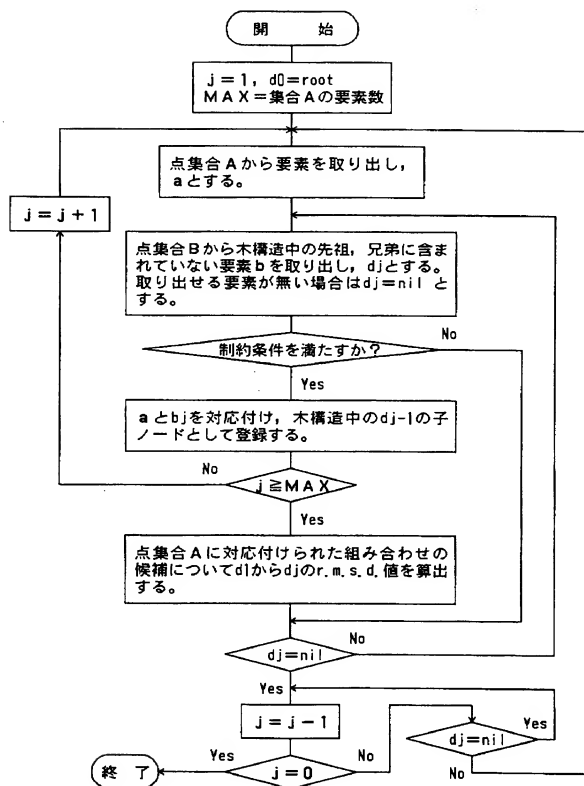 開　始
j＝1，d0＝root
MAX＝集合Aの要素数
点集合Aから要素を取り出し，
aとする。
j＝j＋1
点集合Bから木構造中の先祖，兄弟に含ま
れていない要素bを取り出し，djとする。
取り出せる要素が無い場合はdj＝nilと
する。
No
制約条件を満たすか？
Yes
aとbjを対応付け，木構造中のdj-1の子
ノードとして登録する。
No
j≧MAX
Yes
点集合Aに対応付けられた組み合わせの
候補についてd1からdjのr.m.s.d.値を算出
する。
No
dj＝nil
Yes
j＝j－1
Yes
dj＝nil
Yes
No
No
終了
j＝0